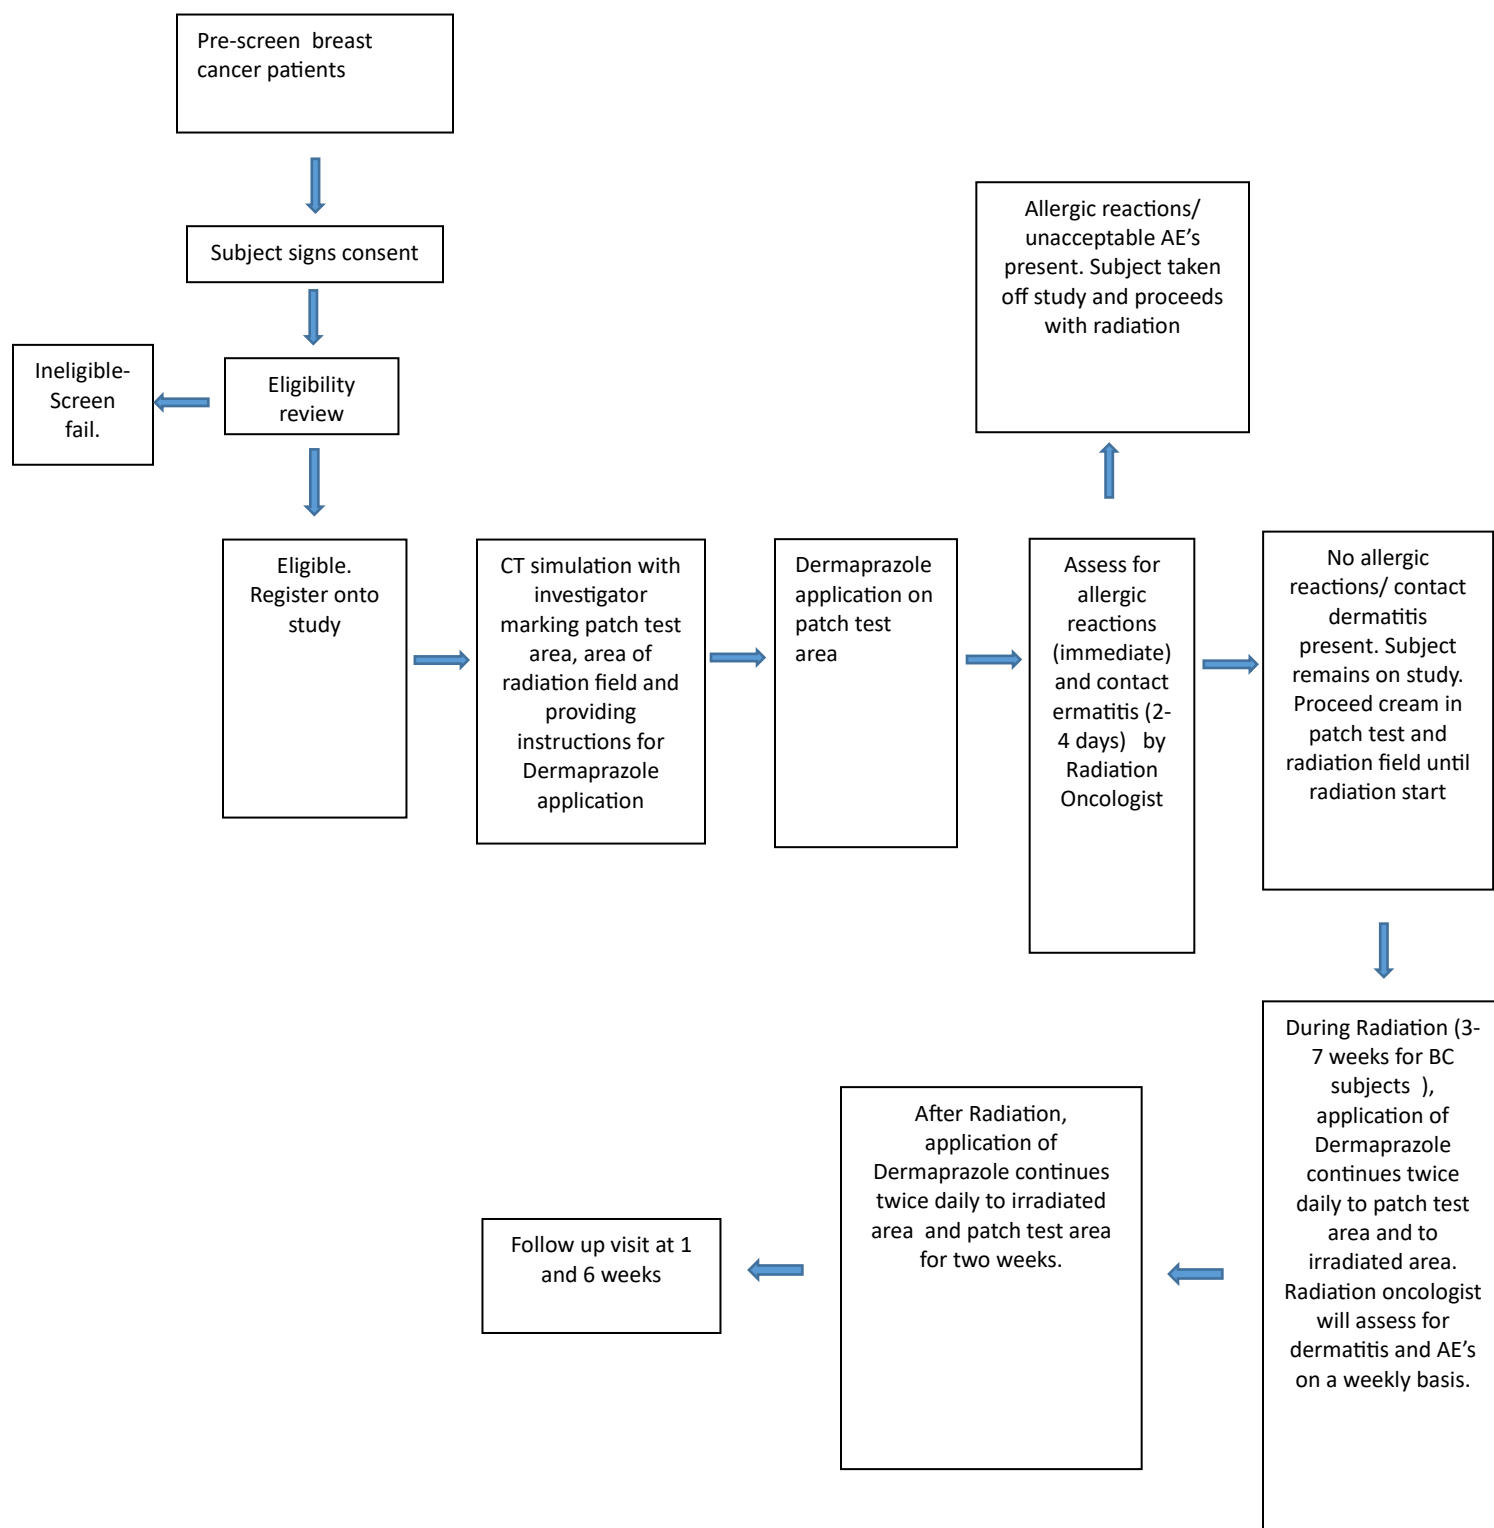 Pre-screen breast
cancer patients
Subject signs consent
Ineligible-
Screen
fail.
Eligibility
review
Allergic reactions/
unacceptable AE’s
present. Subject taken
off study and proceeds
with radiation
Eligible.
Register onto
study
CT simulation with
investigator
marking patch test
area, area of
radiation field and
providing
instructions for
Dermaprazole
application
Dermaprazole
application on
patch test
area
Assess for
allergic
reactions
(immediate)
and contact
ermatitis (2-
4 days) by
Radiation
Oncologist
No allergic
reactions/ contact
dermatitis
present. Subject
remains on study.
Proceed cream in
patch test and
radiation field until
radiation start
During Radiation (3-
7 weeks for BC
subjects ),
application of
Dermaprazole
continues twice
daily to patch test
area and to
irradiated area.
Radiation oncologist
will assess for
dermatitis and AE’s
on a weekly basis.
After Radiation,
application of
Dermaprazole continues
twice daily to irradiated
area and patch test area
for two weeks.
Follow up visit at 1
and 6 weeks